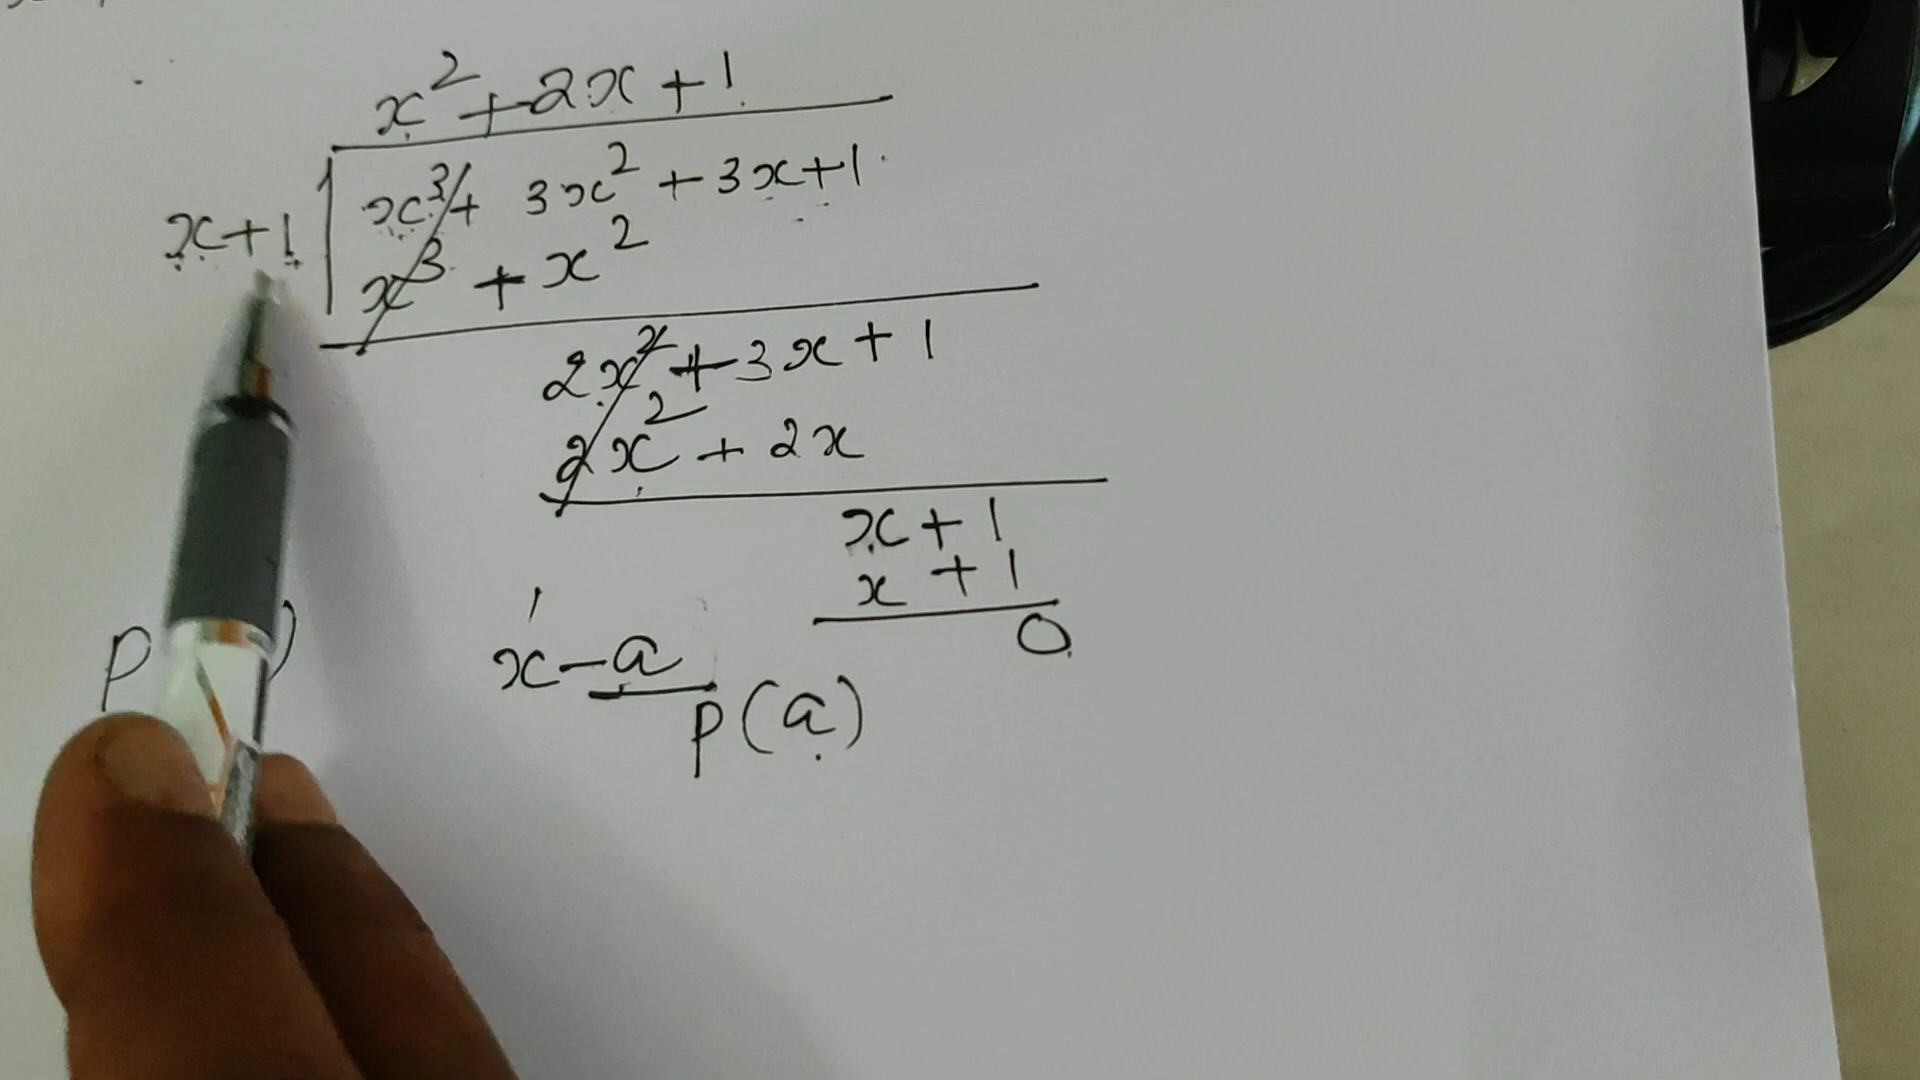 x² + 2x + 1
x + 1 | x³ + 3x² + 3x + 1
x³ + x²
2x² + 3x + 1
2x² + 2x
x + 1
x + 1
0
x - a
p(a)
P )